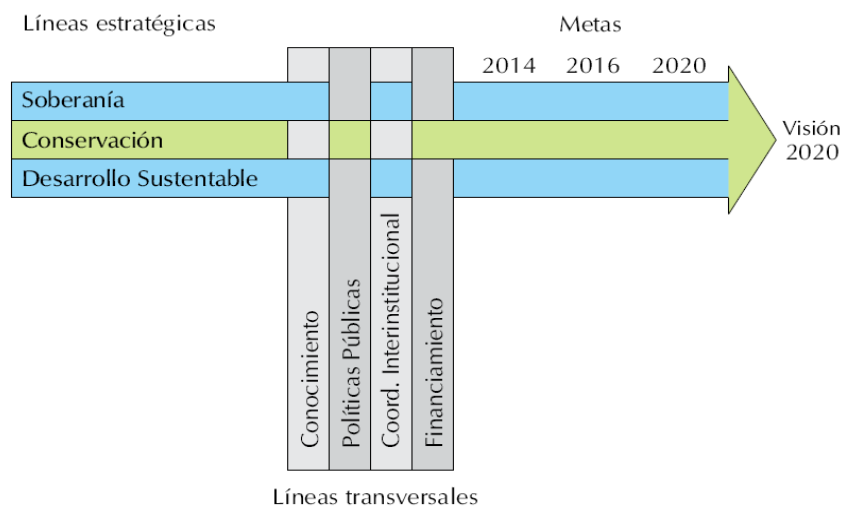 Líneas estratégicas
Metas
2014 2016 2020
Soberanía
Conservación
Desarrollo Sustentable
Visión
2020
Conocimiento
Políticas Públicas
Coord. Interinstitucional
Financiamiento
Líneas transversales